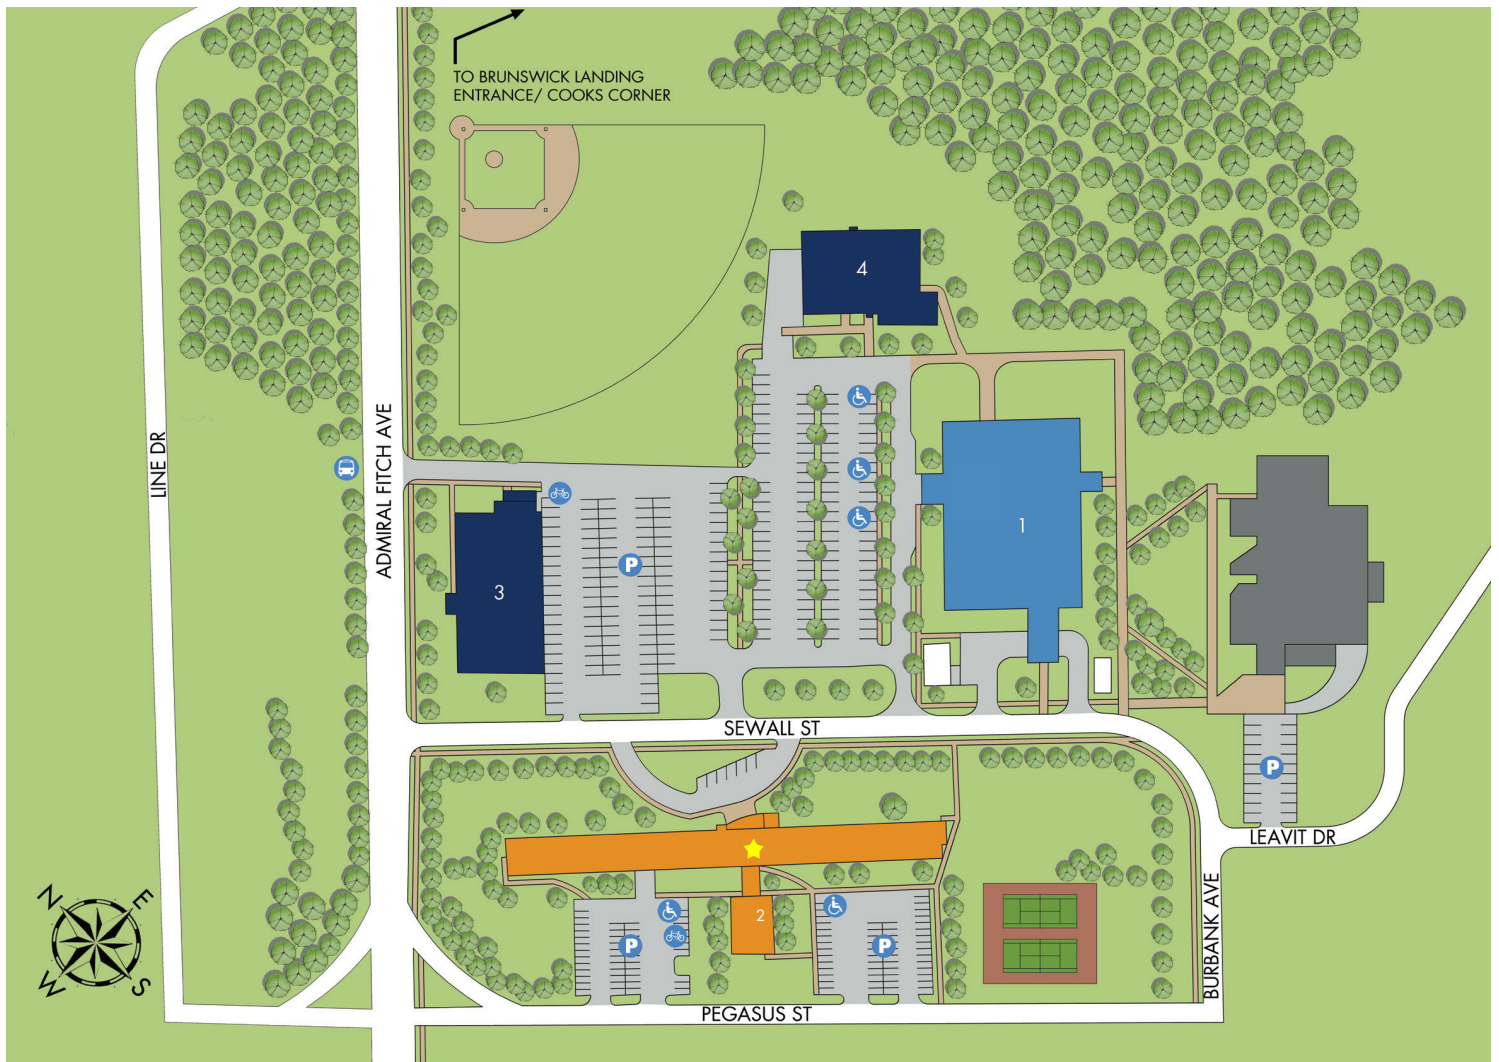 TO BRUNSWICK LANDING
ENTRANCE/ COOKS CORNER
4
LINE DR
ADMIRAL FITCH AVE
1
3
P
SEWALL ST
P
LEAVIT DR
2
P
P
BURBANK AVE
PEGASUS ST
N
E
W
S